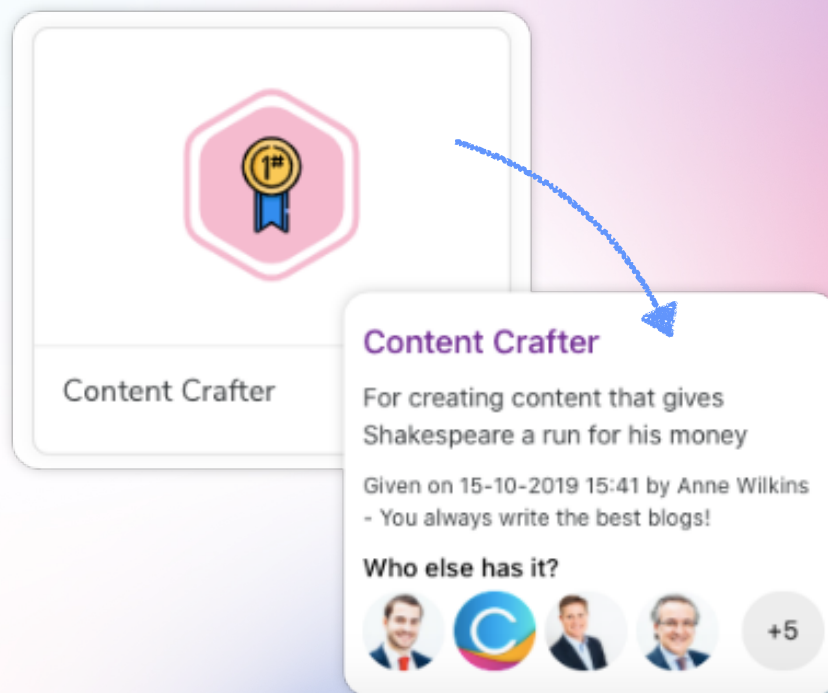 1#
Content Crafter
Content Crafter
For creating content that gives
Shakespeare a run for his money
Given on 15-10-2019 15:41 by Anne Wilkins
- You always write the best blogs!
Who else has it?
C
+5